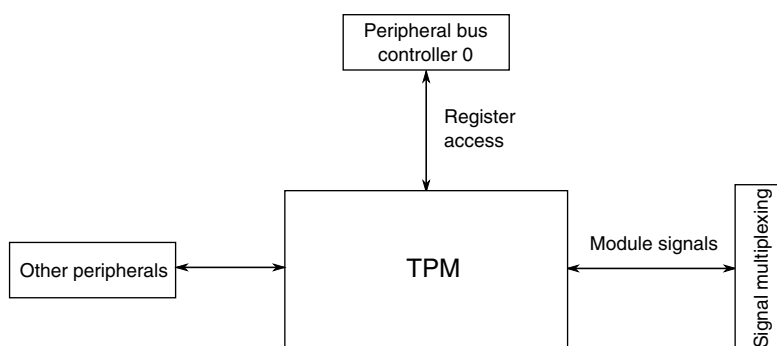 Peripheral bus
controller 0
Register
access
Other peripherals
TPM
Module signals
Signal multiplexing